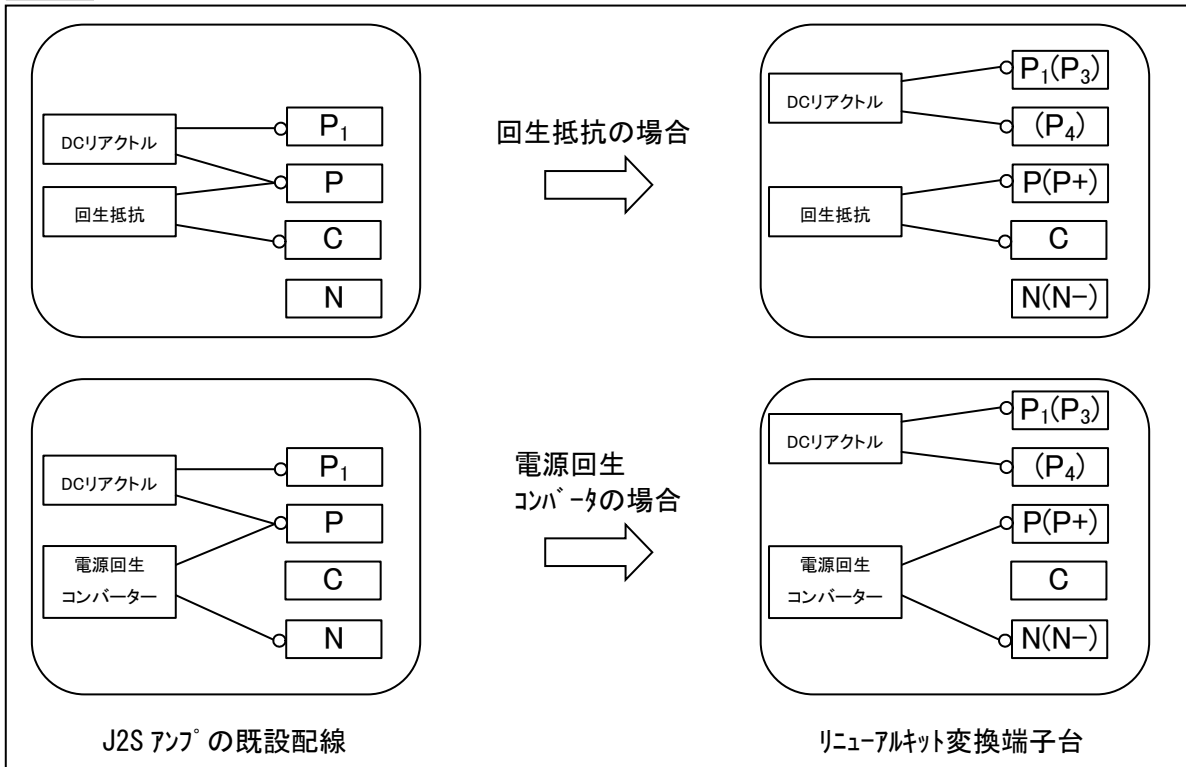 DCリアクトル
回生抵抗
P₁
P
C
N
回生抵抗の場合
DCリアクトル
回生抵抗
P₁(P₃)
(P₄)
P(P+)
C
N(N−)
DCリアクトル
電源回生
コンバーター
P₁
P
C
N
電源回生
ｺﾝﾊﾞｰﾀの場合
DCリアクトル
電源回生
コンバーター
P₁(P₃)
(P₄)
P(P+)
C
N(N−)
J2S ｱﾝﾌﾟの既設配線
ﾘﾆｭｰｱﾙｷｯﾄ変換端子台